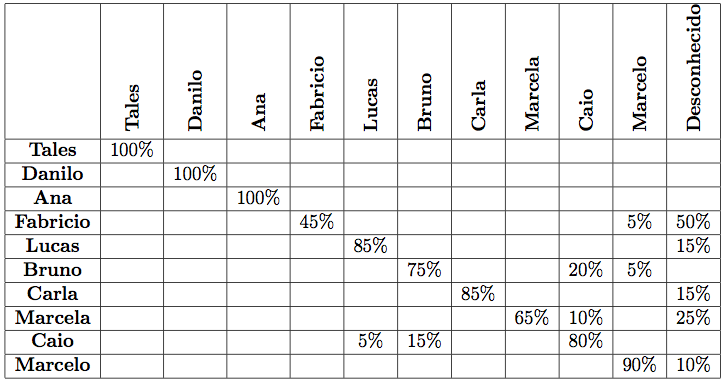 Tales Danilo Ana Fabricio Lucas Bruno Carla Marcela Caio Marcelo Desconhecido
Tales 100%
Danilo 100%
Ana 100%
Fabricio 45% 5% 50%
Lucas 85% 15%
Bruno 75% 20% 5%
Carla 85% 15%
Marcela 65% 10% 25%
Caio 5% 15% 80%
Marcelo 90% 10%